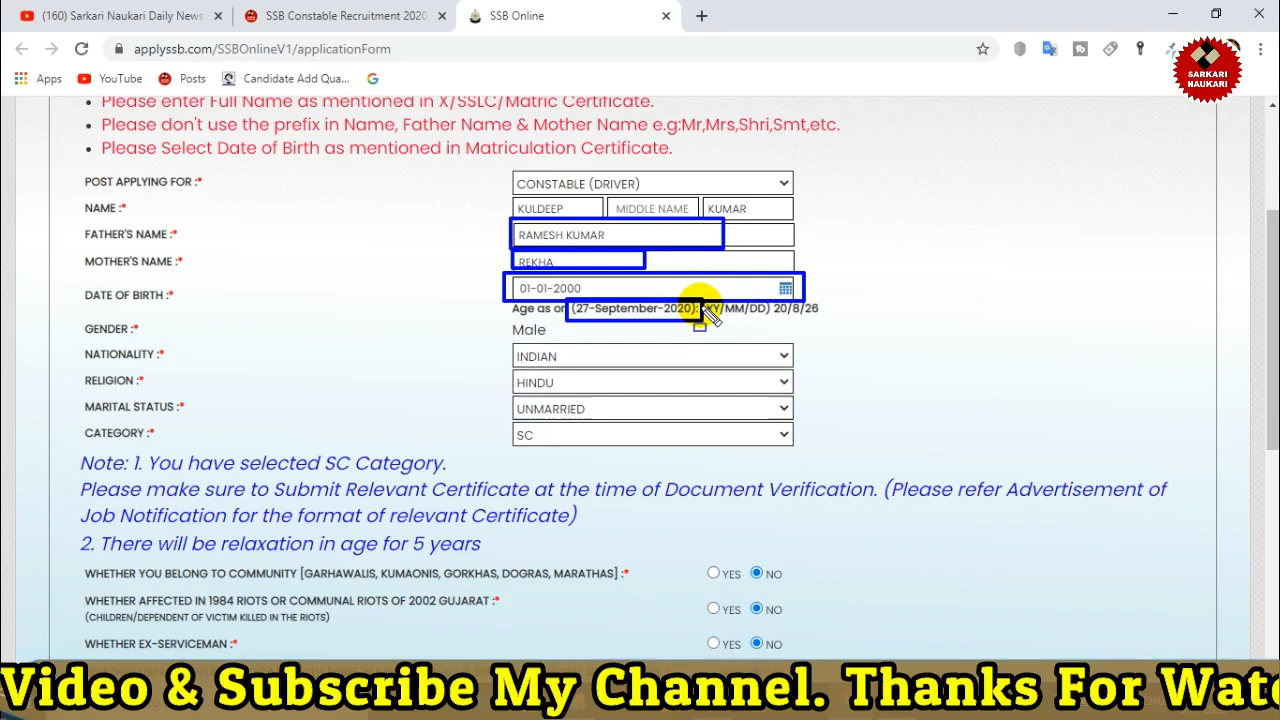 (160) Sarkari Naukari Daily News
SSB Constable Recruitment 2020
SSB Online
applyssb.com/SSBOnlineV1/applicationForm
Apps
YouTube
Posts
Candidate Add Qua...
SARKARI
NAUKARI
Please enter Full Name as mentioned in X/SSLC/Matric Certificate.
Please don't use the prefix in Name, Father Name & Mother Name e.g:Mr,Mrs,Shri,Smt,etc.
Please Select Date of Birth as mentioned in Matriculation Certificate.
POST APPLYING FOR :* CONSTABLE (DRIVER)
NAME :* KULDEEP MIDDLE NAME KUMAR
FATHER'S NAME :* RAMESH KUMAR
MOTHER'S NAME :* REKHA
DATE OF BIRTH :* 01-01-2000
Age as on (27-September-2020): (YY/MM/DD) 20/8/26
GENDER :* Male
NATIONALITY :* INDIAN
RELIGION :* HINDU
MARITAL STATUS :* UNMARRIED
CATEGORY :* SC
Note: 1. You have selected SC Category.
Please make sure to Submit Relevant Certificate at the time of Document Verification. (Please refer Advertisement of
Job Notification for the format of relevant Certificate)
2. There will be relaxation in age for 5 years
WHETHER YOU BELONG TO COMMUNITY [GARHAWALIS, KUMAONIS, GORKHAS, DOGRAS, MARATHAS] :* YES NO
WHETHER AFFECTED IN 1984 RIOTS OR COMMUNAL RIOTS OF 2002 GUJARAT :* YES NO
(CHILDREN/DEPENDENT OF VICTIM KILLED IN THE RIOTS)
WHETHER EX-SERVICEMAN :* YES NO
Video & Subscribe My Channel. Thanks For Watc